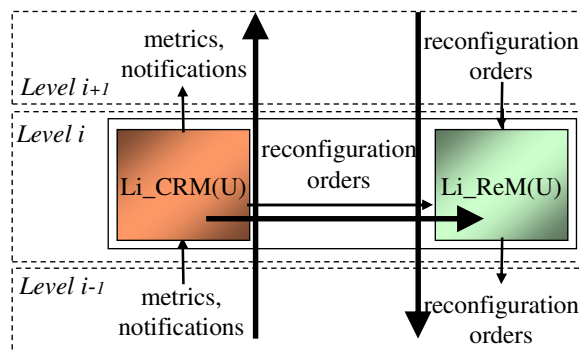 metrics,
notifications
reconfiguration
orders
Level i+1
Level i
reconfiguration
orders
Li_CRM(U)
Li_ReM(U)
Level i-1
metrics,
notifications
reconfiguration
orders